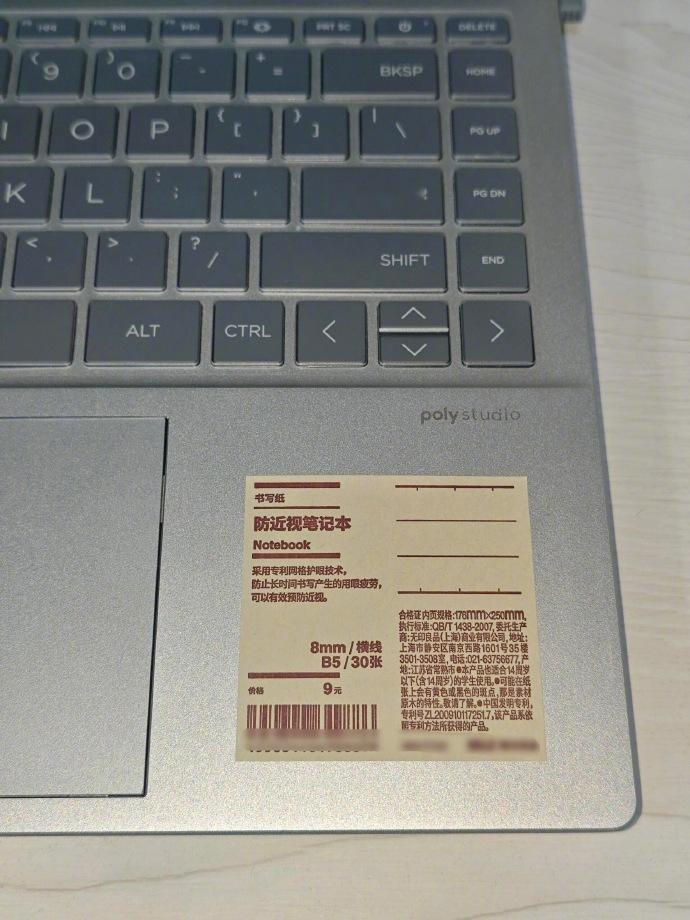 PRT SC
DELETE
( 9 ) 0 - - + = BKSP HOME
I O P { [ } ] | \ PG UP
K L : ; " ' PG DN
< , > . ? / SHIFT END
ALT CTRL
poly studio
书写纸
防近视笔记本
Notebook
采用专利网格护眼技术，
防止长时间书写产生的用眼疲劳，
可以有效预防近视。
8mm / 横线
B5 / 30张
价格 9元
合格证 内页规格:176mm×250mm,
执行标准:QB/T 1438-2007, 委托生产
商:无印良品(上海)商业有限公司, 地址:
上海市静安区南京西路1601号35楼
3501-3508室, 电话:021-63756677, 产
地:江苏省常熟市●本产品也适合14周岁
以下(含14周岁)的学生使用。●可能在纸
张上会有黄色或黑色的斑点, 那是素材
原木的特性。敬请了解。●中国发明专利,
专利号ZL200910117251.7, 该产品系依
照专利方法所获得的产品。